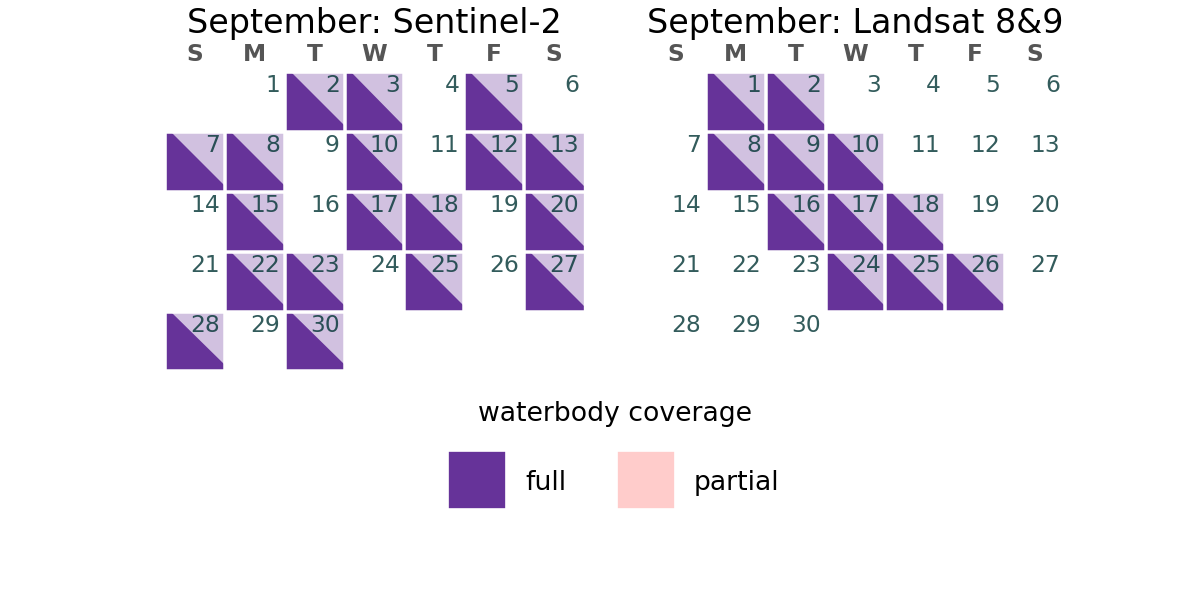 September: Sentinel-2
S M T W T F S
1 2 3 4 5 6
7 8 9 10 11 12 13
14 15 16 17 18 19 20
21 22 23 24 25 26 27
28 29 30
September: Landsat 8&9
S M T W T F S
1 2 3 4 5 6
7 8 9 10 11 12 13
14 15 16 17 18 19 20
21 22 23 24 25 26 27
28 29 30
waterbody coverage
full partial